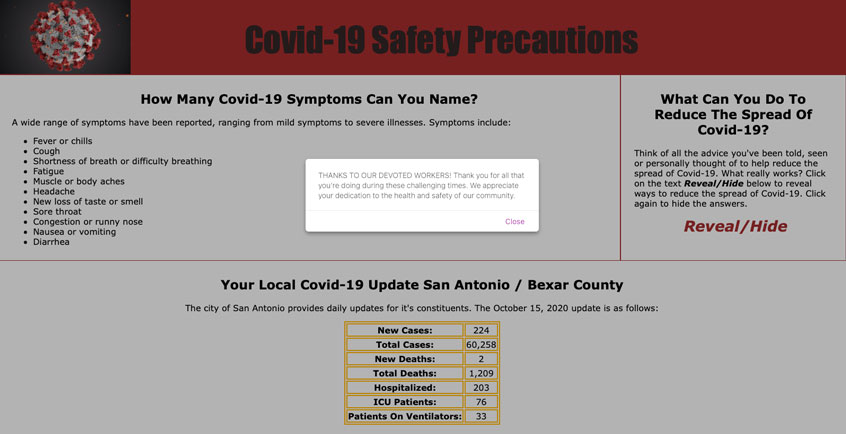 Covid-19 Safety Precautions
How Many Covid-19 Symptoms Can You Name?
A wide range of symptoms have been reported, ranging from mild symptoms to severe illnesses. Symptoms include:
Fever or chills
Cough
Shortness of breath or difficulty breathing
Fatigue
Muscle or body aches
Headache
New loss of taste or smell
Sore throat
Congestion or runny nose
Nausea or vomiting
Diarrhea
THANKS TO OUR DEVOTED WORKERS! Thank you for all that
you're doing during these challenging times. We appreciate
your dedication to the health and safety of our community.
Close
What Can You Do To
Reduce The Spread Of
Covid-19?
Think of all the advice you've been told, seen
or personally thought of to help reduce the
spread of Covid-19. What really works? Click
on the text Reveal/Hide below to reveal
ways to reduce the spread of Covid-19. Click
again to hide the answers.
Reveal/Hide
Your Local Covid-19 Update San Antonio / Bexar County
The city of San Antonio provides daily updates for it's constituents. The October 15, 2020 update is as follows:
New Cases: 224
Total Cases: 60,258
New Deaths: 2
Total Deaths: 1,209
Hospitalized: 203
ICU Patients: 76
Patients On Ventilators: 33